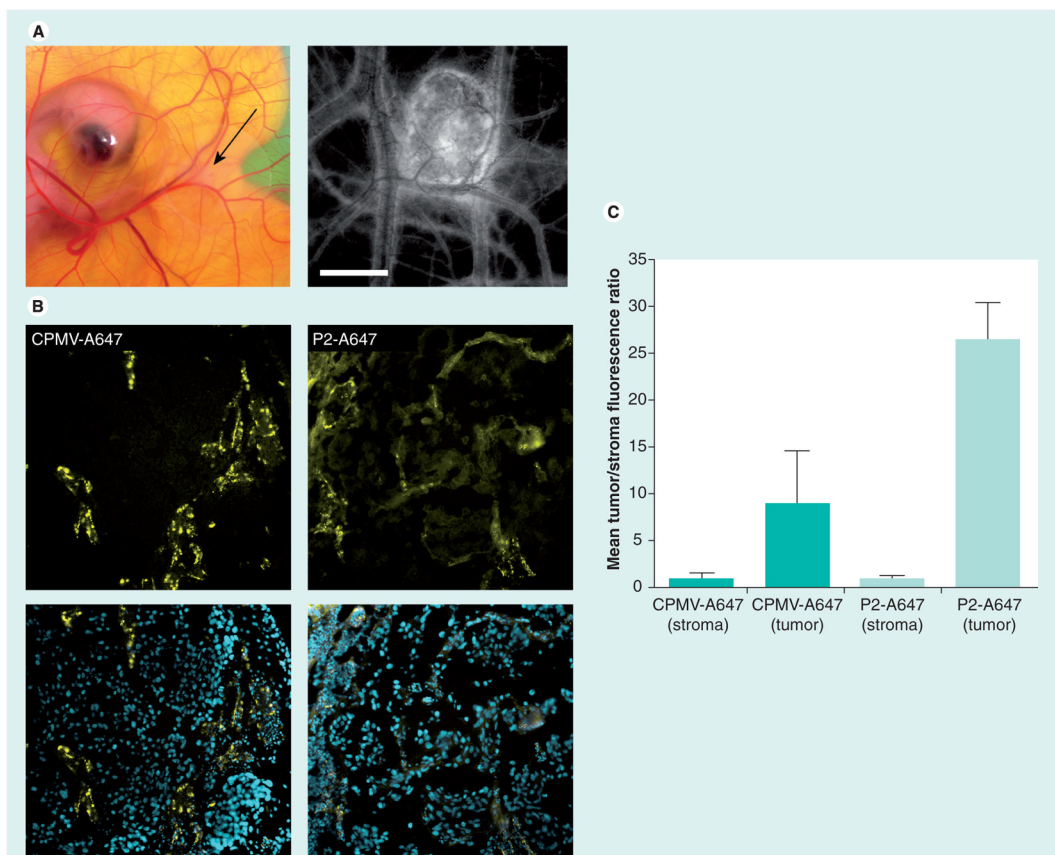 A
B
CPMV-A647
P2-A647
C
Mean tumor/stroma fluorescence ratio
35
30
25
20
15
10
5
0
CPMV-A647
(stroma)
CPMV-A647
(tumor)
P2-A647
(stroma)
P2-A647
(tumor)